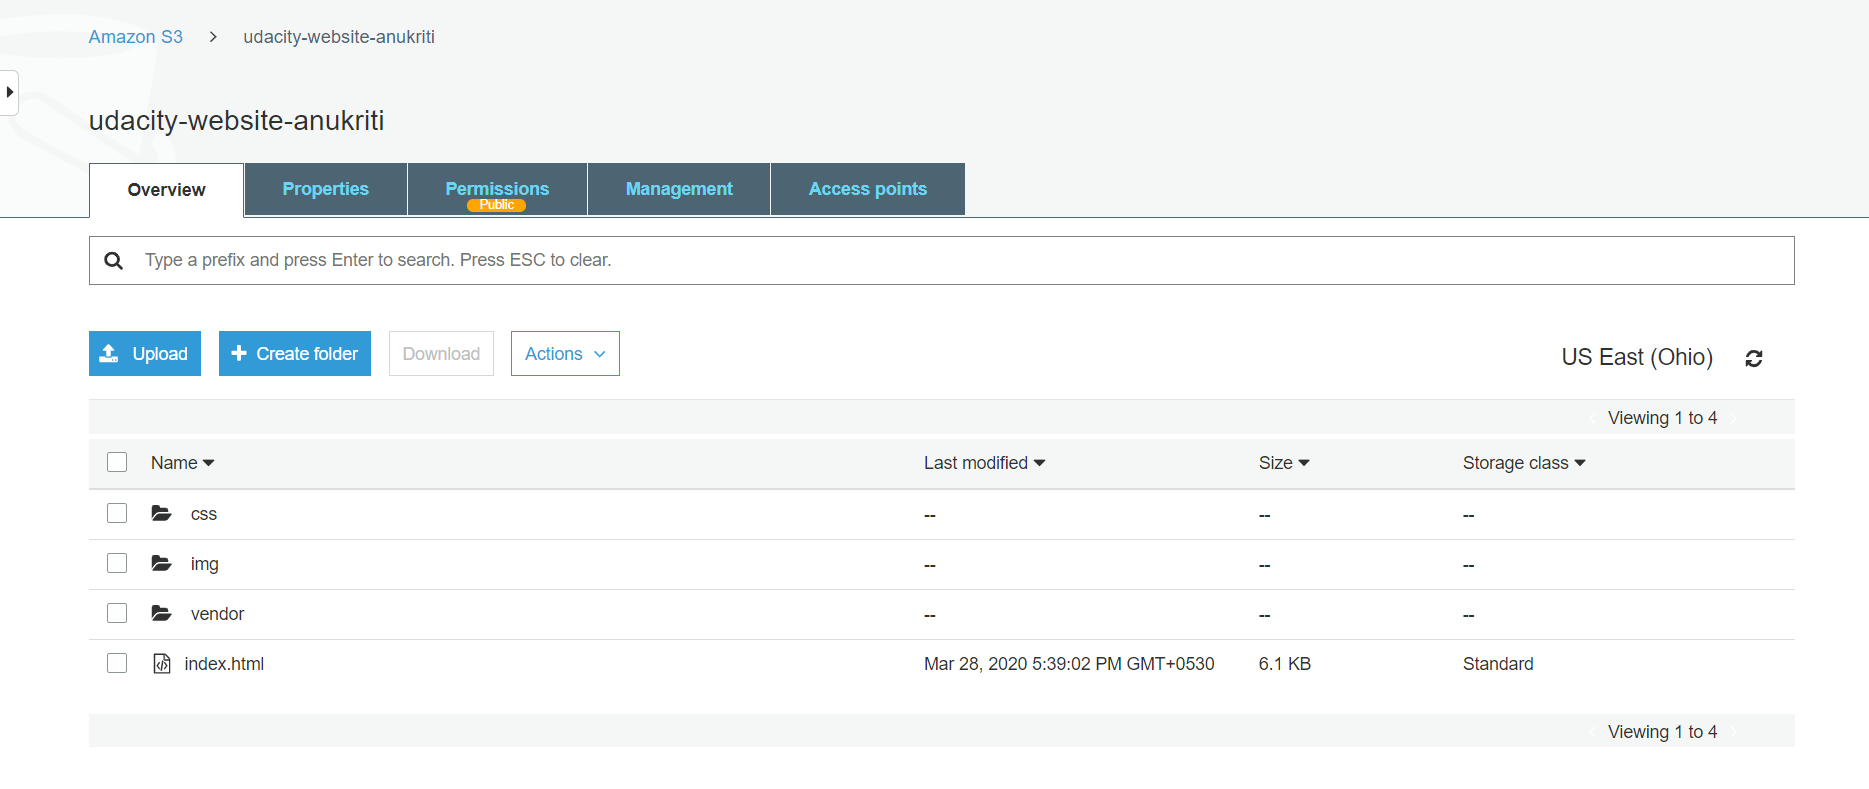 Amazon S3 > udacity-website-anukriti
udacity-website-anukriti
Overview Properties Permissions Management Access points
Public
Type a prefix and press Enter to search. Press ESC to clear.
Upload Create folder Download Actions US East (Ohio)
Viewing 1 to 4
Name Last modified Size Storage class
css -- -- --
img -- -- --
vendor -- -- --
index.html Mar 28, 2020 5:39:02 PM GMT+0530 6.1 KB Standard
Viewing 1 to 4